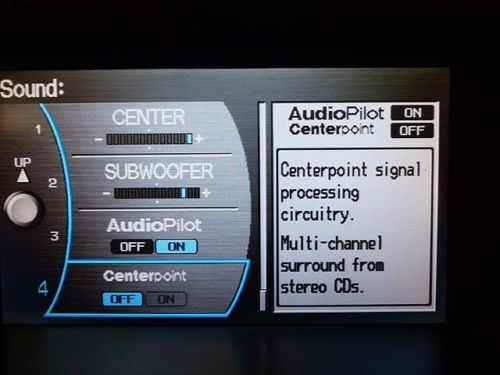 Sound:
1
CENTER
- +
UP
2
SUBWOOFER
- +
3
AudioPilot
OFF ON
4
Centerpoint
OFF ON
AudioPilot ON
Centerpoint OFF
Centerpoint signal
processing
circuitry.
Multi-channel
surround from
stereo CDs.